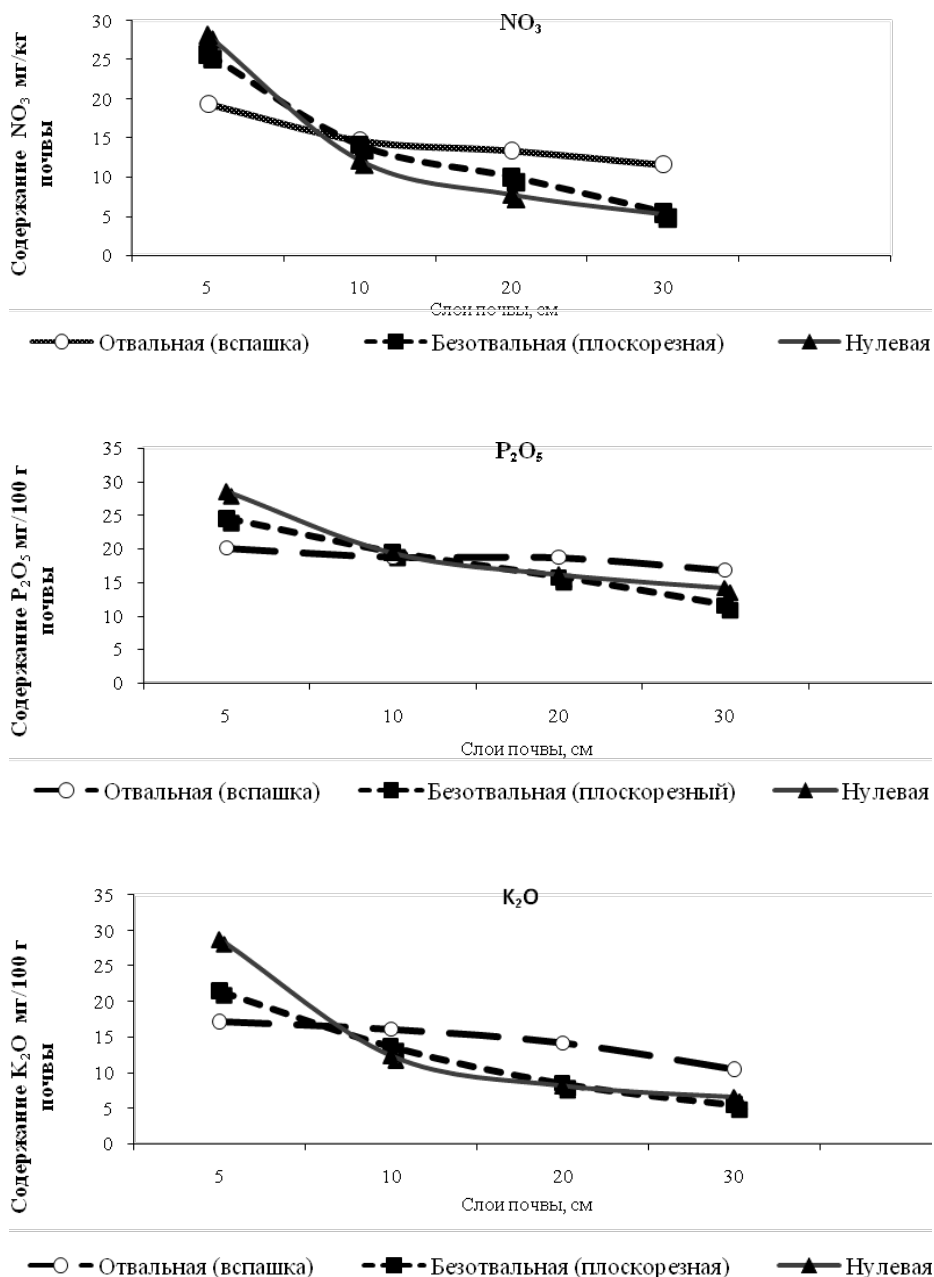 NO₃
Содержание NO₃ мг/кг
почвы
30
25
20
15
10
5
0
5 10 20 30
Слои почвы, см
Отвальная (вспашка) Безотвальная (плоскорезная) Нулевая
P₂O₅
Содержание P₂O₅ мг/100 г
почвы
35
30
25
20
15
10
5
0
5 10 20 30
Слои почвы, см
Отвальная (вспашка) Безотвальная (плоскорезный) Нулевая
K₂O
Содержание K₂O мг/100 г
почвы
35
30
25
20
15
10
5
0
5 10 20 30
Слои почвы, см
Отвальная (вспашка) Безотвальная (плоскорезная) Нулевая